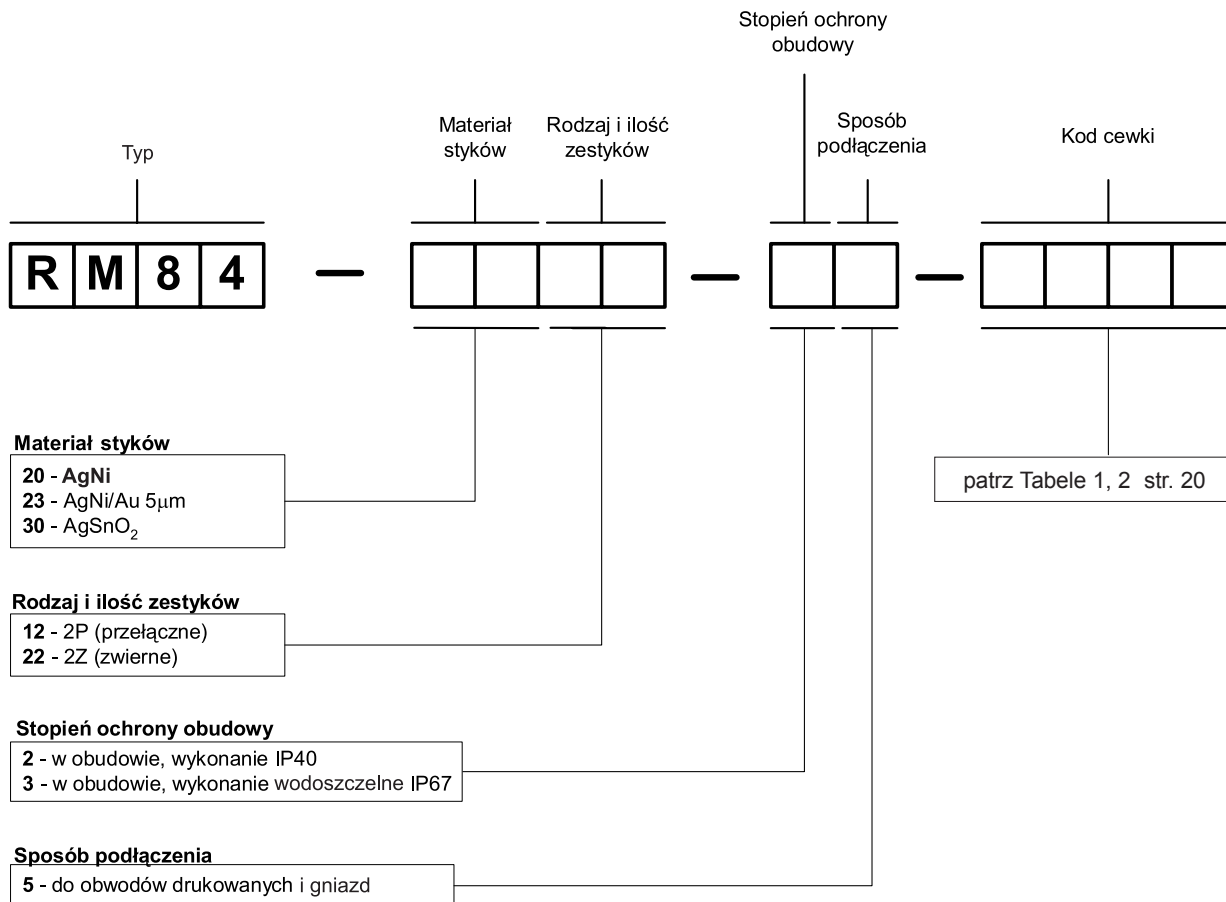 Stopień ochrony
obudowy
Materiał
styków
Rodzaj i ilość
zestyków
Sposób
podłączenia
Typ
Kod cewki
R M 8 4 — — —
Materiał styków
20 - AgNi
23 - AgNi/Au 5μm
30 - AgSnO₂
patrz Tabele 1, 2 str. 20
Rodzaj i ilość zestyków
12 - 2P (przełączne)
22 - 2Z (zwierne)
Stopień ochrony obudowy
2 - w obudowie, wykonanie IP40
3 - w obudowie, wykonanie wodoszczelne IP67
Sposób podłączenia
5 - do obwodów drukowanych i gniazd